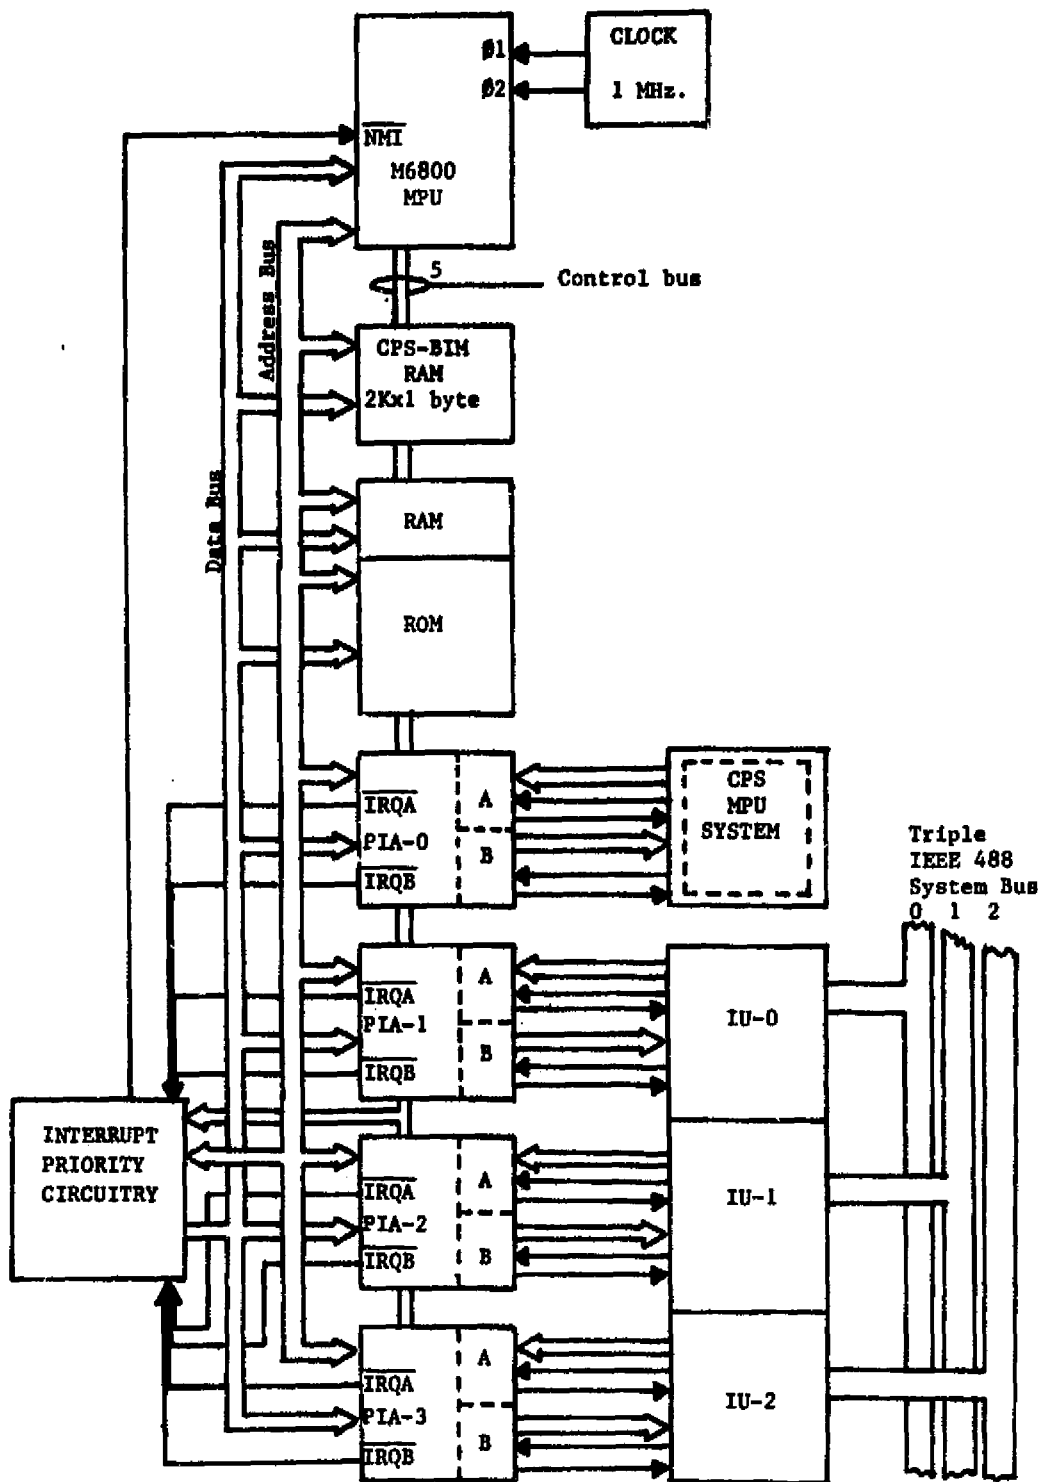 CLOCK
1 MHz.
Ø1
Ø2
NMI
M6800
MPU
Address Bus
Data Bus
5
Control bus
CPS-BIM
RAM
2Kx1 byte
RAM
ROM
IRQA
PIA-0
IRQB
A
B
CPS
MPU
SYSTEM
Triple
IEEE 488
System Bus
0 1 2
IRQA
PIA-1
IRQB
A
B
IU-0
INTERRUPT
PRIORITY
CIRCUITRY
IRQA
PIA-2
IRQB
A
B
IU-1
IRQA
PIA-3
IRQB
A
B
IU-2